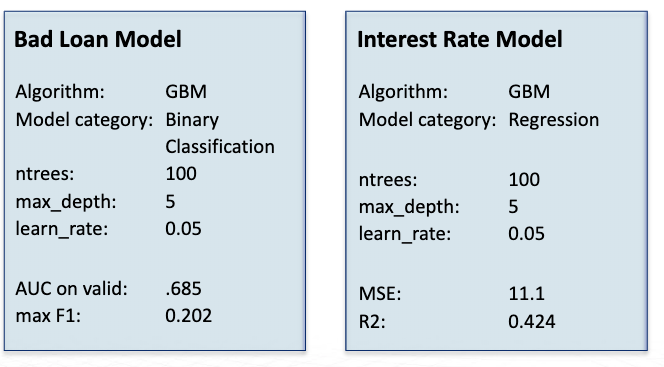 Bad Loan Model
Algorithm: GBM
Model category: Binary
Classification
ntrees: 100
max_depth: 5
learn_rate: 0.05
AUC on valid: .685
max F1: 0.202
Interest Rate Model
Algorithm: GBM
Model category: Regression
ntrees: 100
max_depth: 5
learn_rate: 0.05
MSE: 11.1
R2: 0.424